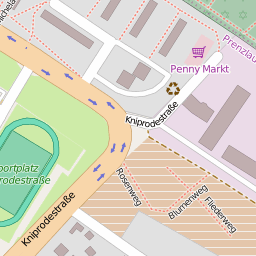 Prenzlau
Penny Markt
Kniprodestraße
portplatz
rodestraße
Rosenweg
Blumenweg
Fliederweg
Kniprodestraße